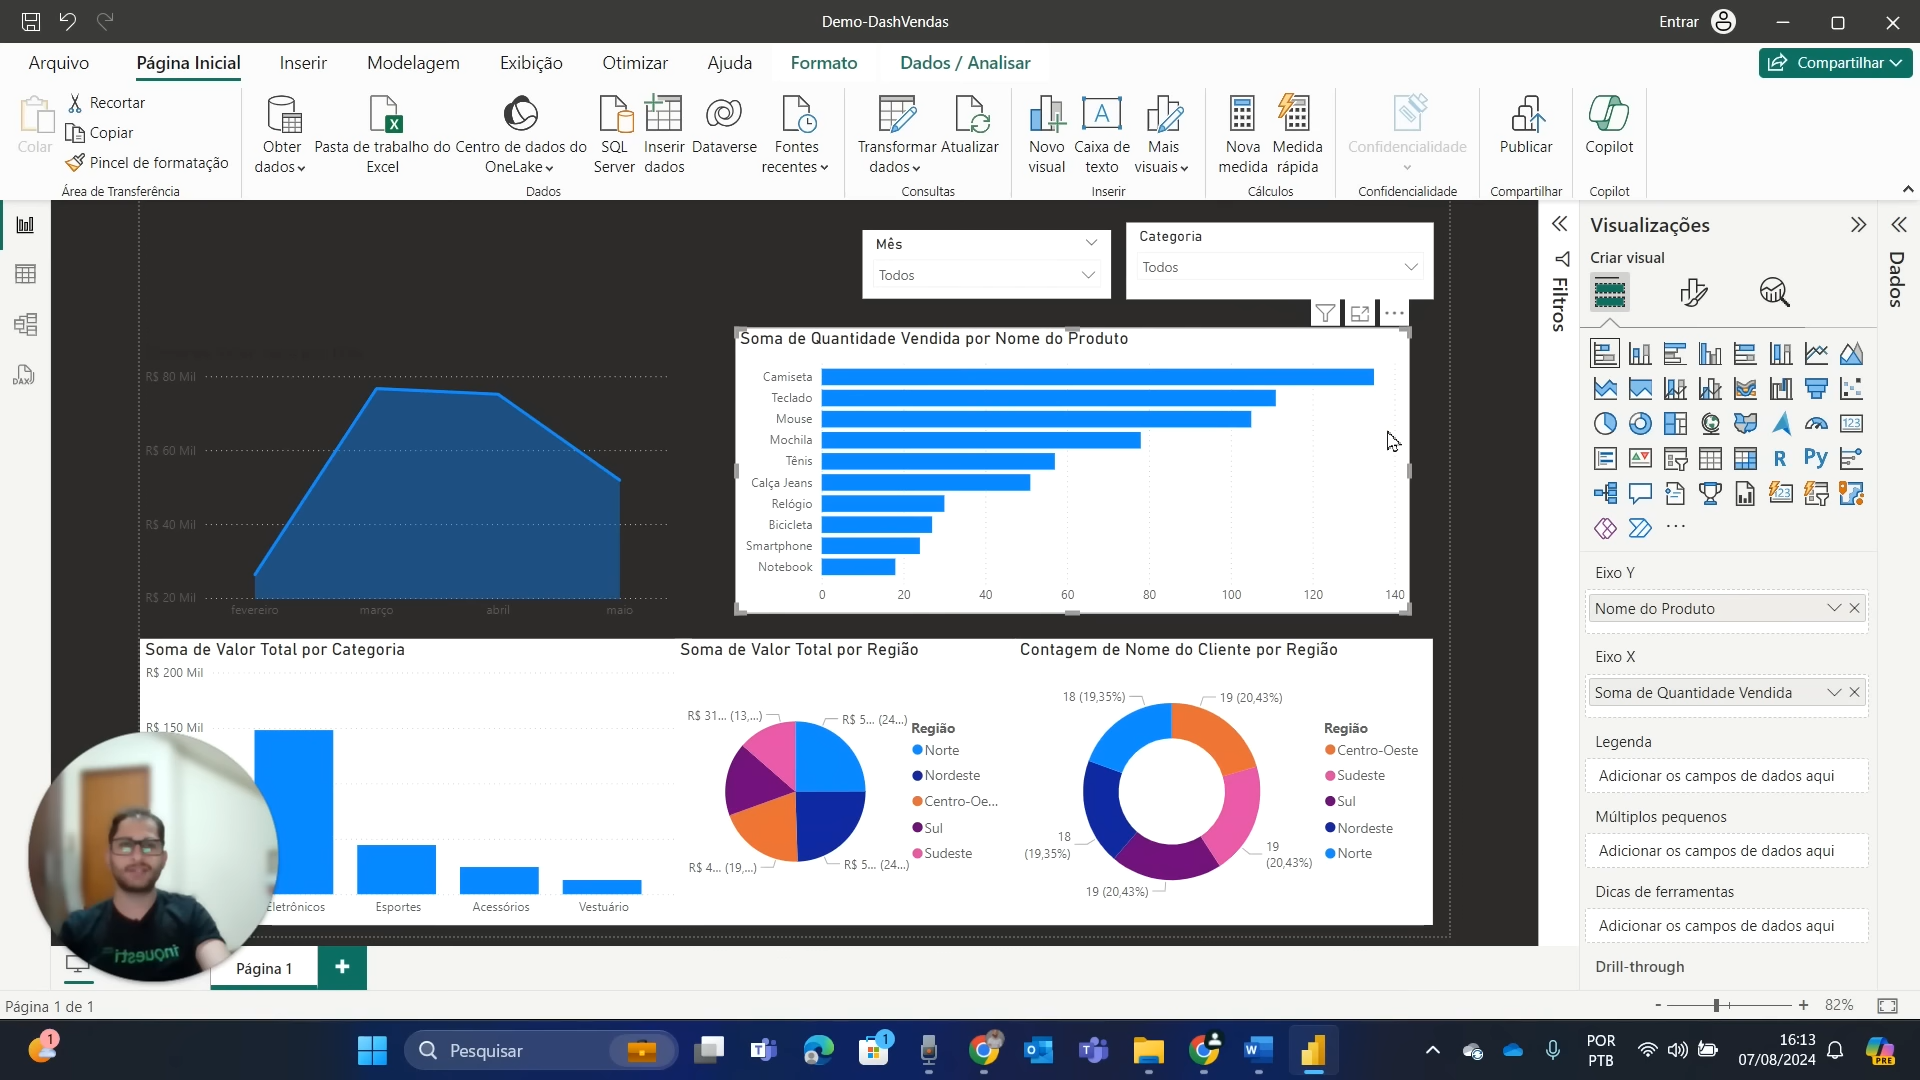 Demo-DashVendas
Entrar
Arquivo
Página Inicial
Inserir
Modelagem
Exibição
Otimizar
Ajuda
Formato
Dados / Analisar
Compartilhar
Colar
Recortar
Copiar
Pincel de formatação
Área de Transferência
Obter dados
Pasta de trabalho do Excel
Centro de dados do OneLake
SQL Server
Inserir dados
Dataverse
Fontes recentes
Dados
Transformar dados
Atualizar
Consultas
Novo visual
Caixa de texto
Mais visuais
Inserir
Nova medida
Medida rápida
Cálculos
Confidencialidade
Confidencialidade
Publicar
Compartilhar
Copilot
Copilot
Mês
Todos
Categoria
Todos
R$ 80 Mil
R$ 60 Mil
R$ 40 Mil
R$ 20 Mil
fevereiro
março
abril
maio
Soma de Quantidade Vendida por Nome do Produto
Camiseta
Teclado
Mouse
Mochila
Tênis
Calça Jeans
Relógio
Bicicleta
Smartphone
Notebook
0 20 40 60 80 100 120 140
Soma de Valor Total por Categoria
R$ 200 Mil
R$ 150 Mil
Eletrônicos
Esportes
Acessórios
Vestuário
Soma de Valor Total por Região
R$ 31... (13,...)
R$ 5... (24...)
R$ 4... (19,...)
R$ 5... (24...)
Região
Norte
Nordeste
Centro-Oe...
Sul
Sudeste
Contagem de Nome do Cliente por Região
18 (19,35%)
19 (20,43%)
18
(19,35%)
19
(20,43%)
19 (20,43%)
Região
Centro-Oeste
Sudeste
Sul
Nordeste
Norte
inquesti
Filtros
Visualizações
Criar visual
Dados
Eixo Y
Nome do Produto
Eixo X
Soma de Quantidade Vendida
Legenda
Adicionar os campos de dados aqui
Múltiplos pequenos
Adicionar os campos de dados aqui
Dicas de ferramentas
Adicionar os campos de dados aqui
Drill-through
Página 1
Página 1 de 1
82%
Pesquisar
POR
PTB
16:13
07/08/2024